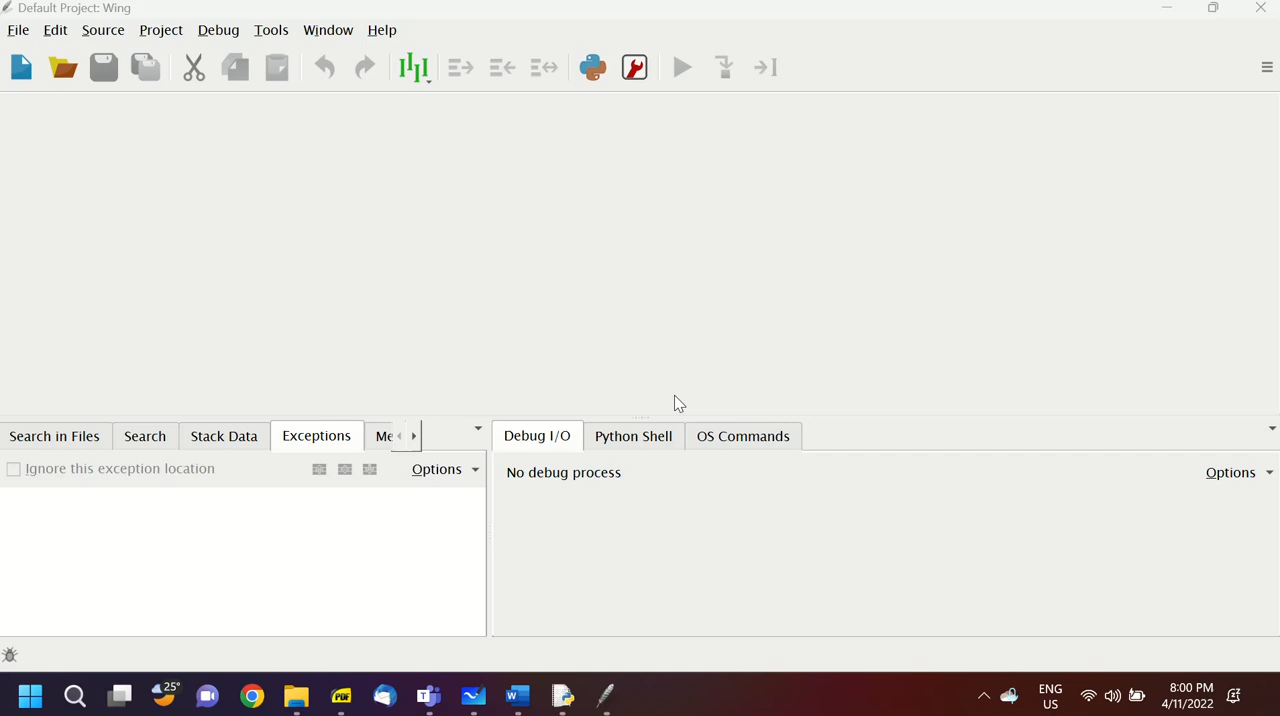 Default Project: Wing
File Edit Source Project Debug Tools Window Help
Search in Files Search Stack Data Exceptions Me
Debug I/O Python Shell OS Commands
Ignore this exception location Options
No debug process Options
25°
PDF
ENG
US
8:00 PM
4/11/2022